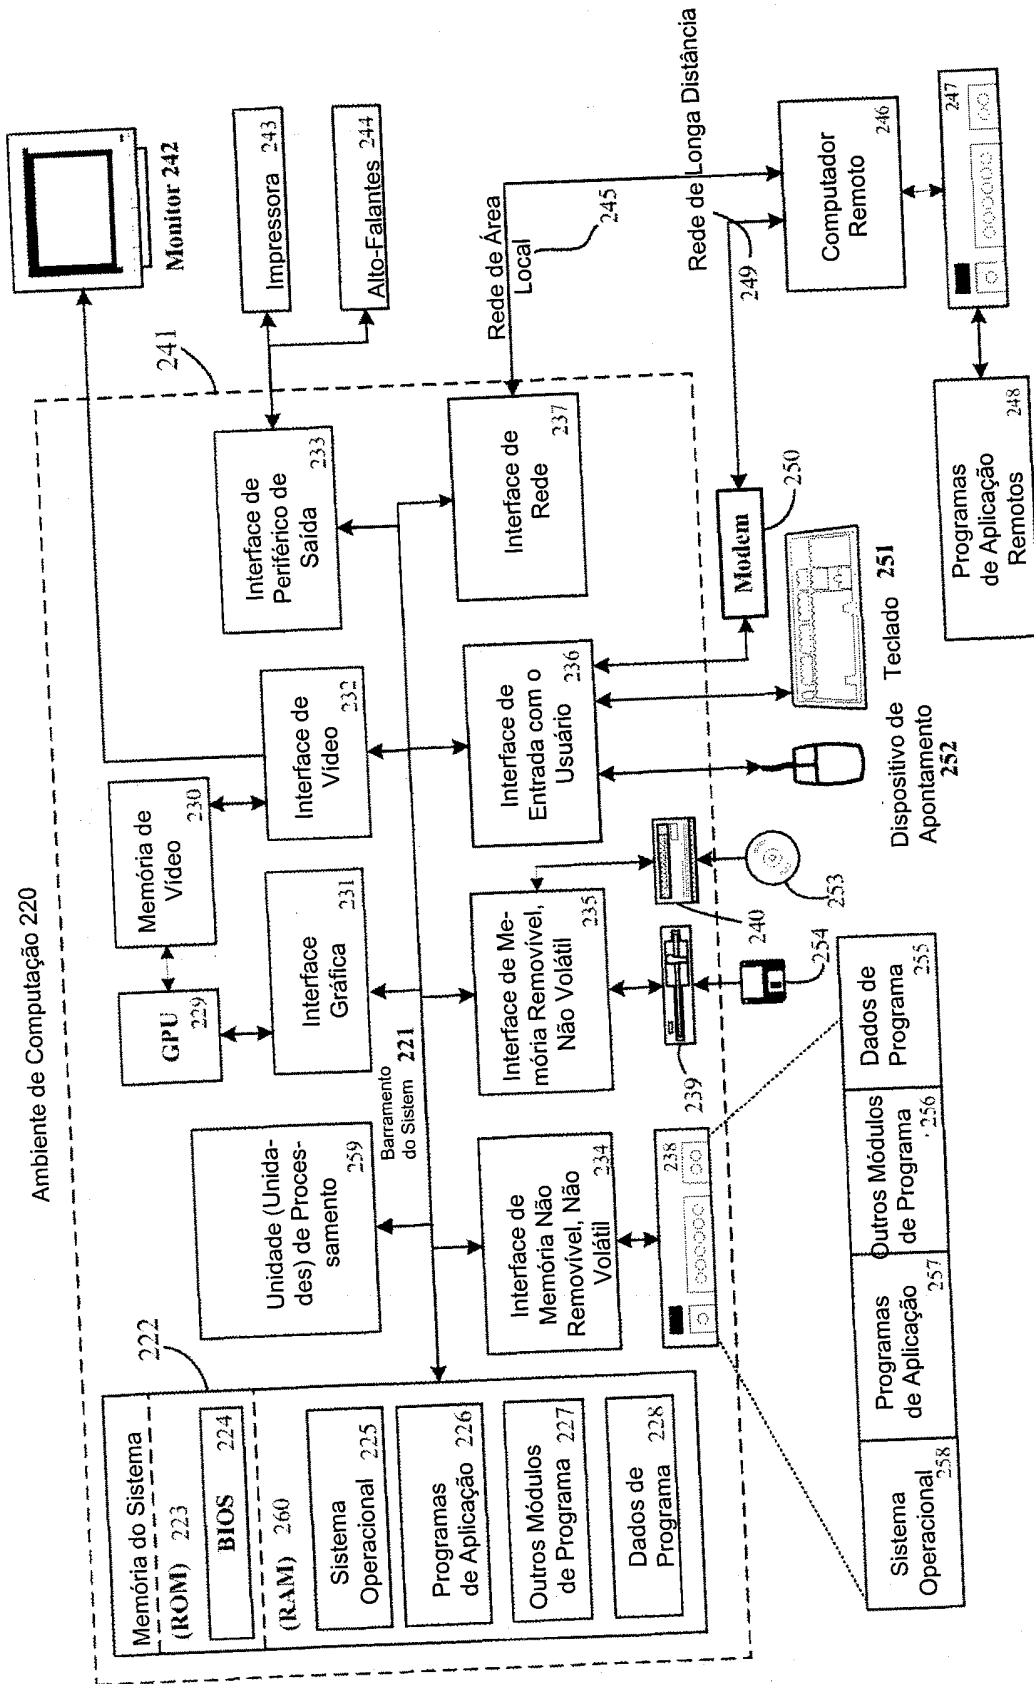 Ambiente de Computação 220
241
222
Memória do Sistema
(ROM) 223
BIOS 224
(RAM) 260
Sistema
Operacional 225
Programas
de Aplicação 226
Outros Módulos
de Programa 227
Dados de
Programa 228
Unidade (Unida-
des) de Proces-
samento
259
Barramento
do Sistem 221
GPU
229
Memória de
Vídeo
230
Interface
Gráfica
231
Interface de
Vídeo
232
Interface de
Periférico de
Saída
233
Monitor 242
Impressora
243
Alto-Falantes 244
Interface de
Memória Não
Removível, Não
Volátil
234
Interface de Me-
mória Removível,
Não Volátil
235
Interface de
Entrada com o
Usuário
236
Interface de
Rede
237
Rede de Área
Local
245
Rede de Longa Distância
249
238
239
240
254
253
Modem
250
Dispositivo de
Apontamento
252
Teclado 251
Computador
Remoto
246
247
Programas
de Aplicação
Remotos
248
Sistema
Operacional
258
Programas
de Aplicação
257
Outros Módulos
de Programa
256
Dados de
Programa
255